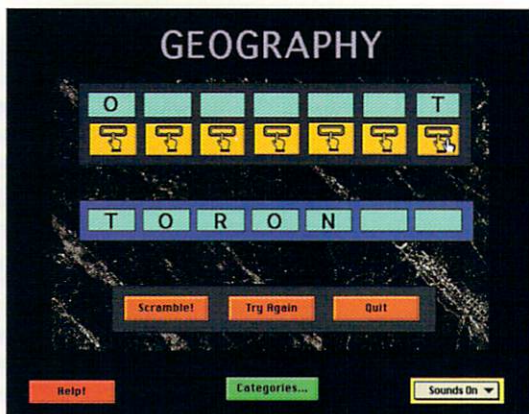 GEOGRAPHY
O T
T O R O N
Scramble! Try Again Quit
Help! Categories... Sounds On